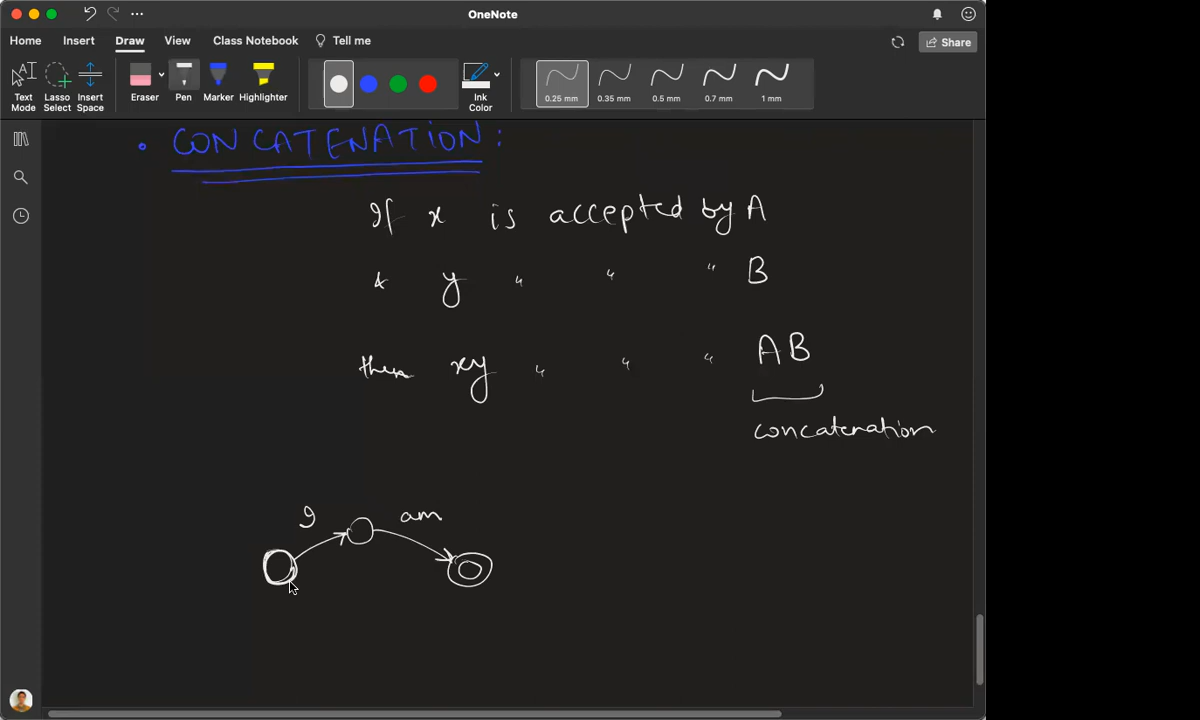 OneNote
Home Insert Draw View Class Notebook Tell me Share
Text Mode Lasso Select Insert Space Eraser Pen Marker Highlighter Ink Color 0.25 mm 0.35 mm 0.5 mm 0.7 mm 1 mm
• CONCATENATION:
If x is accepted by A
& y " " " B
then xy " " " AB
concatenation
I am